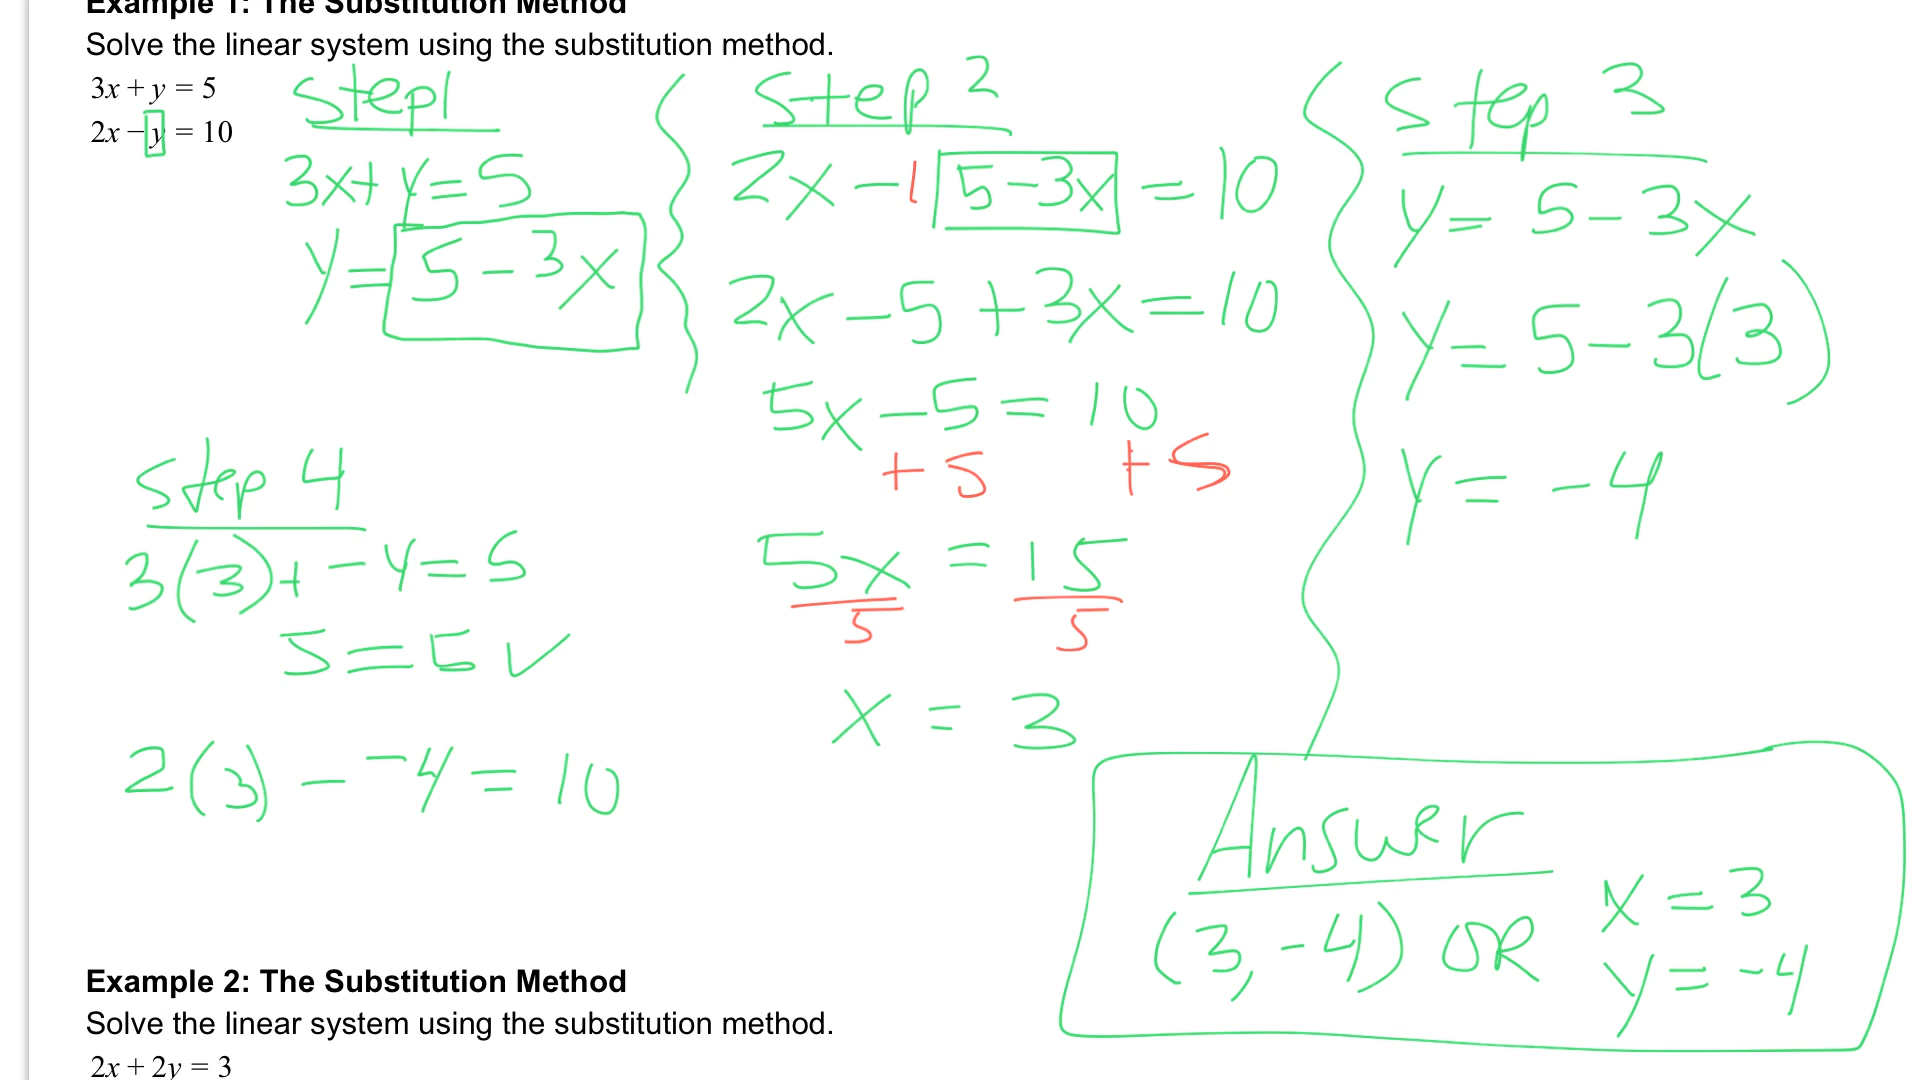 Example 1: The Substitution Method
Solve the linear system using the substitution method.
3x + y = 5
2x − y = 10
Step 1
3x + y = 5
y = 5 − 3x
Step 2
2x − 1 5 − 3x = 10
2x − 5 + 3x = 10
5x − 5 = 10
+ 5 + 5
5x = 15
5 5
x = 3
Step 3
y = 5 − 3x
y = 5 − 3(3)
y = −4
Step 4
3(3) + −4 = 5
5 = 5 ✓
2(3) − −4 = 10
Answer
(3, −4) OR x = 3
y = −4
Example 2: The Substitution Method
Solve the linear system using the substitution method.
2x + 2y = 3